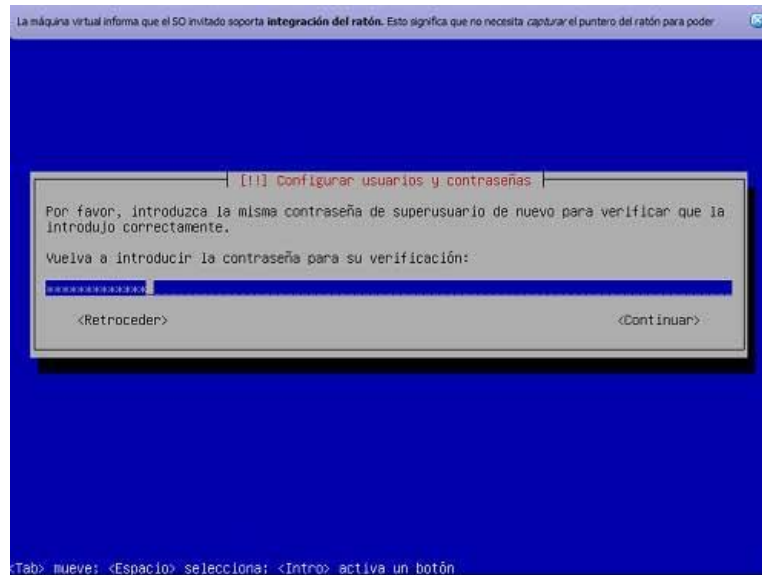 La máquina virtual informa que el SO invitado soporta integración del ratón. Esto significa que no necesita capturar el puntero del ratón para poder
[!!] Configurar usuarios y contraseñas
Por favor, introduzca la misma contraseña de superusuario de nuevo para verificar que la
introdujo correctamente.
Vuelva a introducir la contraseña para su verificación:
*************
<Retroceder> <Continuar>
<Tab> mueve; <Espacio> selecciona; <Intro> activa un botón